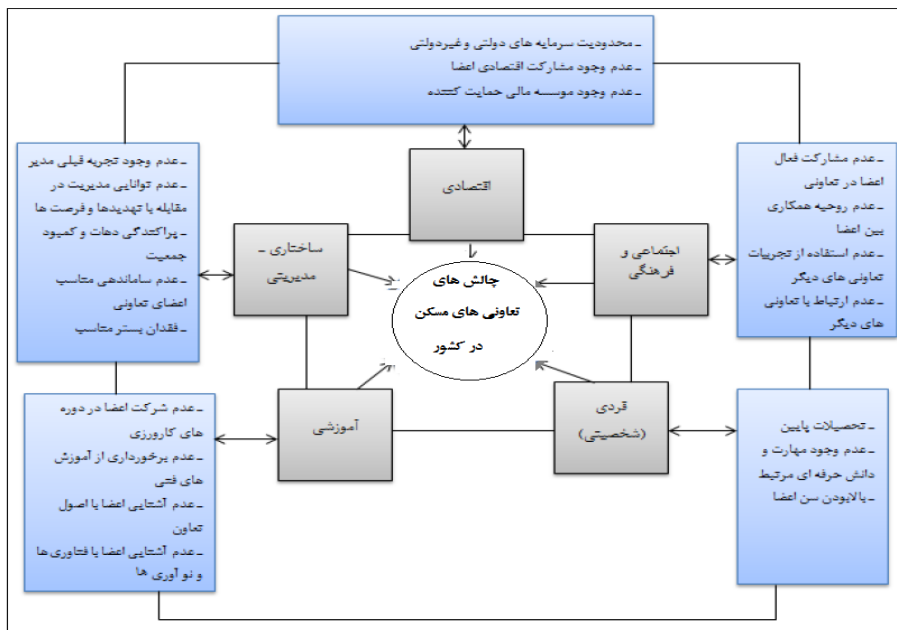 ـ محدودیت سرمایه های دولتی و غیردولتی
ـ عدم وجود مشارکت اقتصادی اعضا
ـ عدم وجود موسسه مالی حمایت کننده
اقتصادی
ـ عدم مشارکت فعال
اعضا در تعاونی
ـ عدم روحیه همکاری
بین اعضا
ـ عدم استفاده از تجربیات
تعاونی های دیگر
ـ عدم ارتباط با تعاونی
های دیگر
اجتماعی و
فرهنگی
ساختاری ـ
مدیریتی
ـ عدم وجود تجربه قبلی مدیر
ـ عدم توانایی مدیریت در
مقابله با تهدیدها و فرصت ها
ـ پراکندگی دهات و کمبود
جمعیت
ـ عدم ساماندهی مناسب
اعضای تعاونی
ـ فقدان بستر مناسب
چالش های
تعاونی های مسکن
در کشور
ـ تحصیلات پایین
ـ عدم وجود مهارت و
دانش حرفه ای مرتبط
ـ بالابودن سن اعضا
فردی
(شخصیتی)
آموزشی
ـ عدم شرکت اعضا در دوره
های کارورزی
ـ عدم برخورداری از آموزش
های فنی
ـ عدم آشنایی اعضا با اصول
تعاون
ـ عدم آشنایی اعضا با فناوری ها
و نو آوری ها